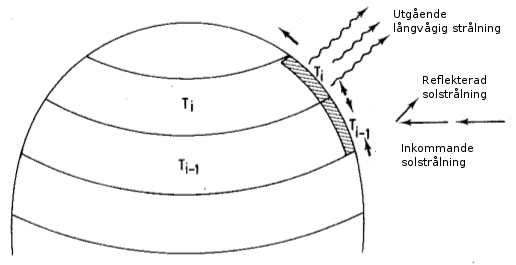 Utgående
långvågig strålning
Ti
Reflekterad
solstrålning
Ti
Ti-1
Inkommande
solstrålning
Ti-1